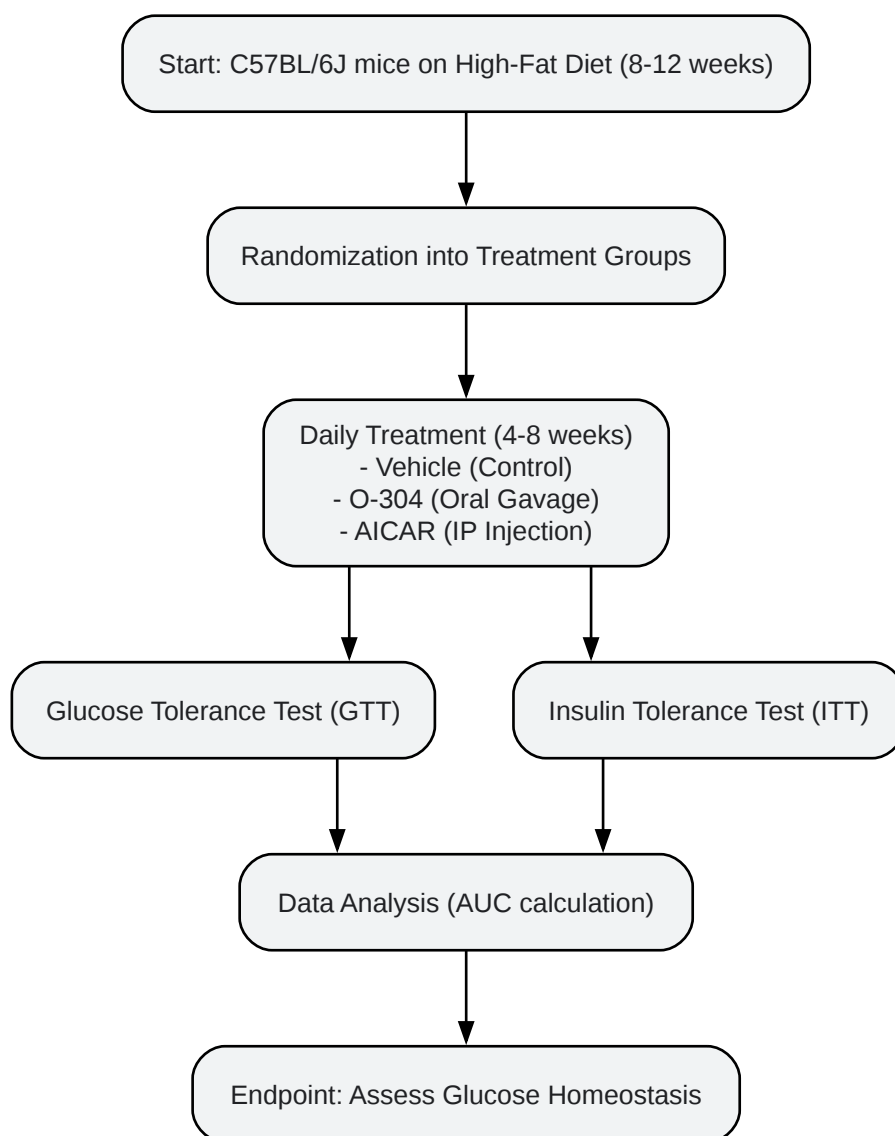 Start: C57BL/6J mice on High-Fat Diet (8-12 weeks)
Randomization into Treatment Groups
Daily Treatment (4-8 weeks)
- Vehicle (Control)
- O-304 (Oral Gavage)
- AICAR (IP Injection)
Glucose Tolerance Test (GTT)
Insulin Tolerance Test (ITT)
Data Analysis (AUC calculation)
Endpoint: Assess Glucose Homeostasis